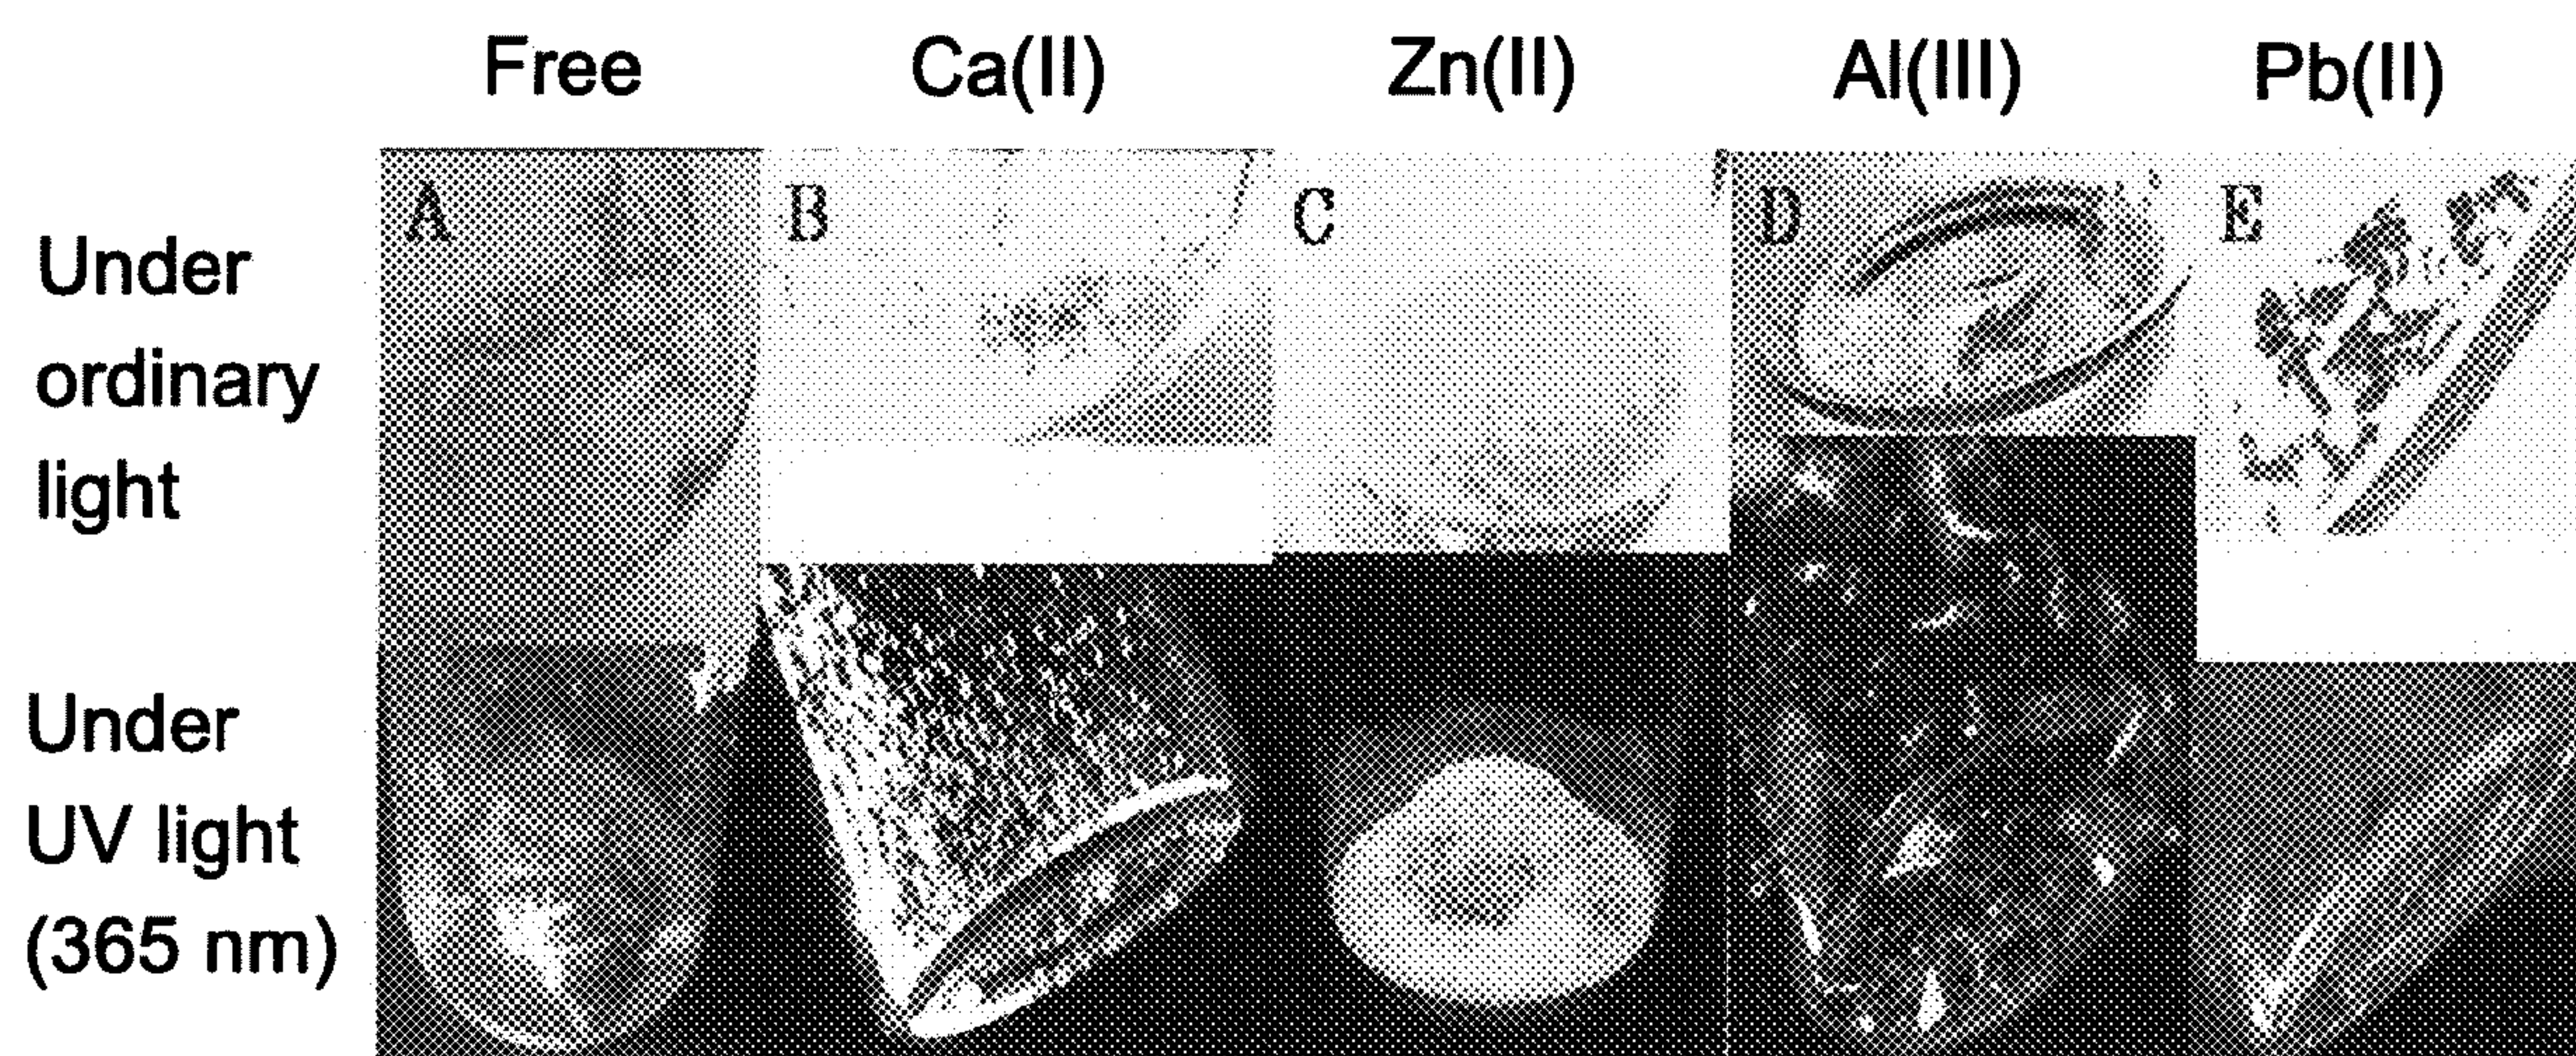 Free Ca(II) Zn(II) Al(III) Pb(II)
A B C D E
Under
ordinary
light
Under
UV light
(365 nm)